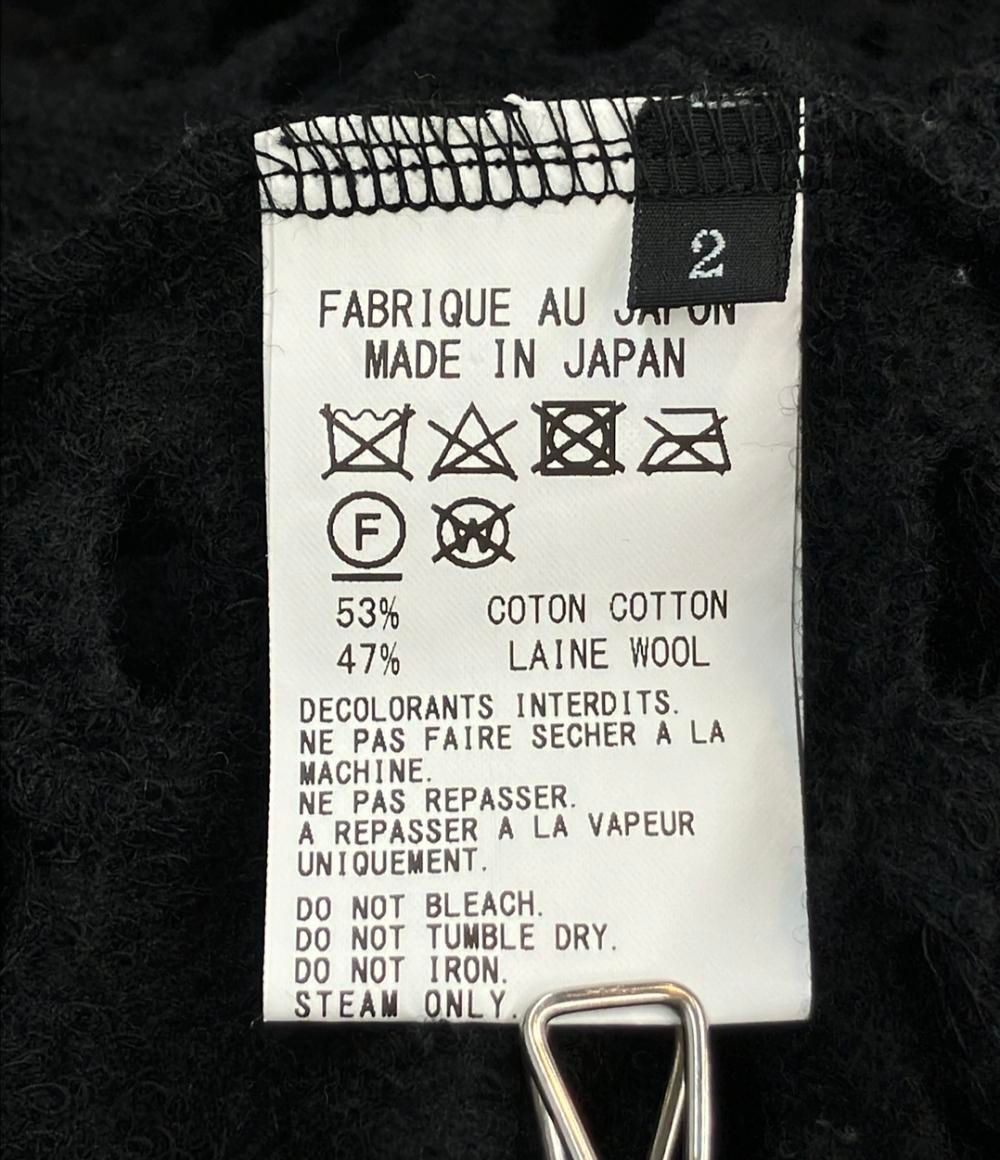 2
FABRIQUE AU JAPON
MADE IN JAPAN
F W
53% COTON COTTON
47% LAINE WOOL
DECOLORANTS INTERDITS.
NE PAS FAIRE SECHER A LA
MACHINE.
NE PAS REPASSER.
A REPASSER A LA VAPEUR
UNIQUEMENT.
DO NOT BLEACH.
DO NOT TUMBLE DRY.
DO NOT IRON.
STEAM ONLY.